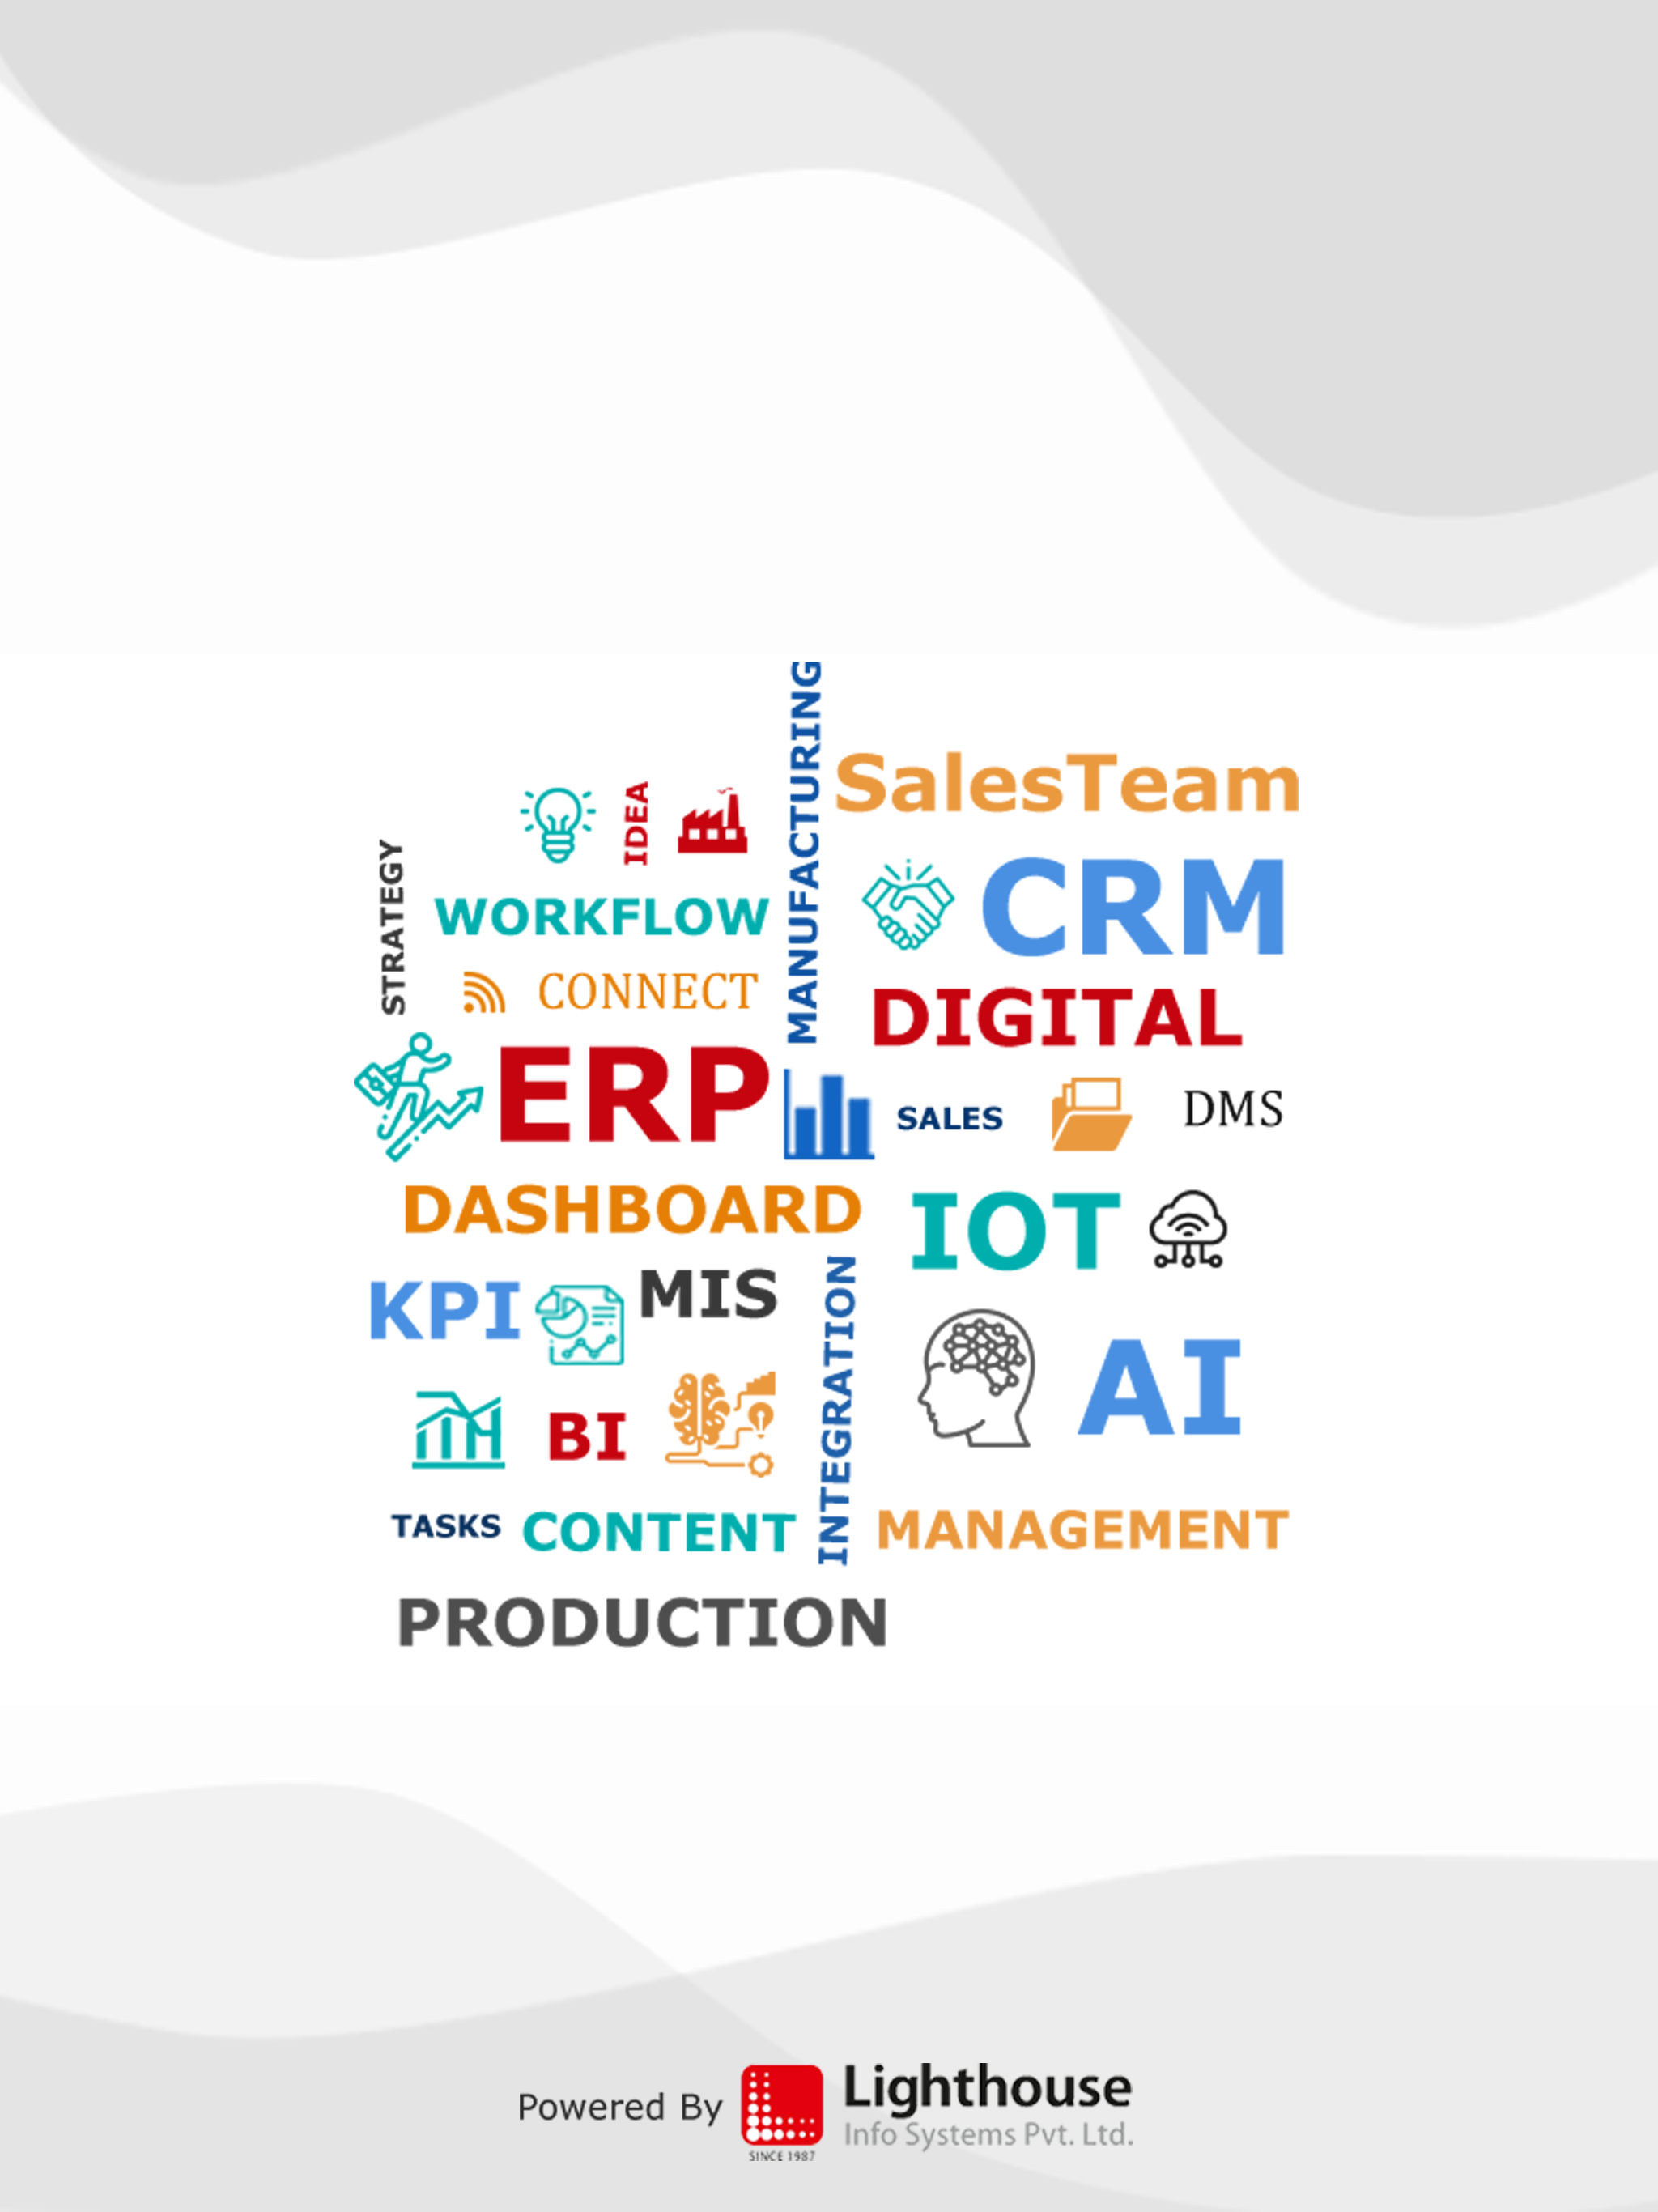 MANUFACTURING
SalesTeam
IDEA
STRATEGY
WORKFLOW
CRM
CONNECT
DIGITAL
ERP
SALES
DMS
DASHBOARD
IOT
KPI
MIS
INTEGRATION
AI
BI
TASKS
CONTENT
MANAGEMENT
PRODUCTION
Powered By
Lighthouse
Info Systems Pvt. Ltd.
SINCE 1987